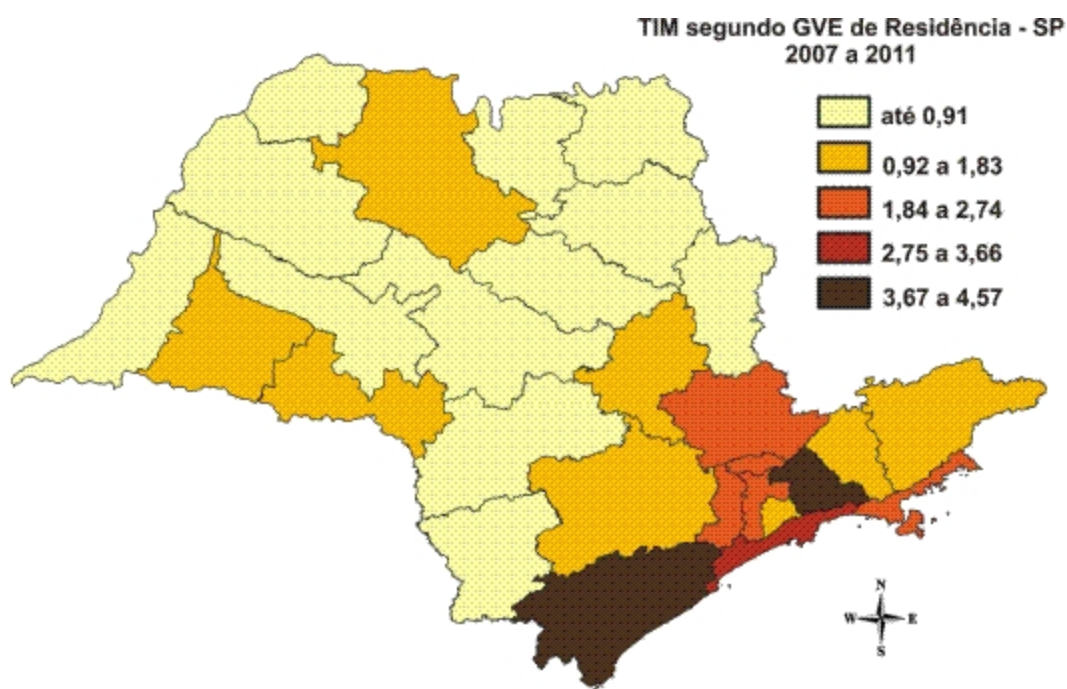 TIM segundo GVE de Residência - SP
2007 a 2011
até 0,91
0,92 a 1,83
1,84 a 2,74
2,75 a 3,66
3,67 a 4,57
N
W E
S